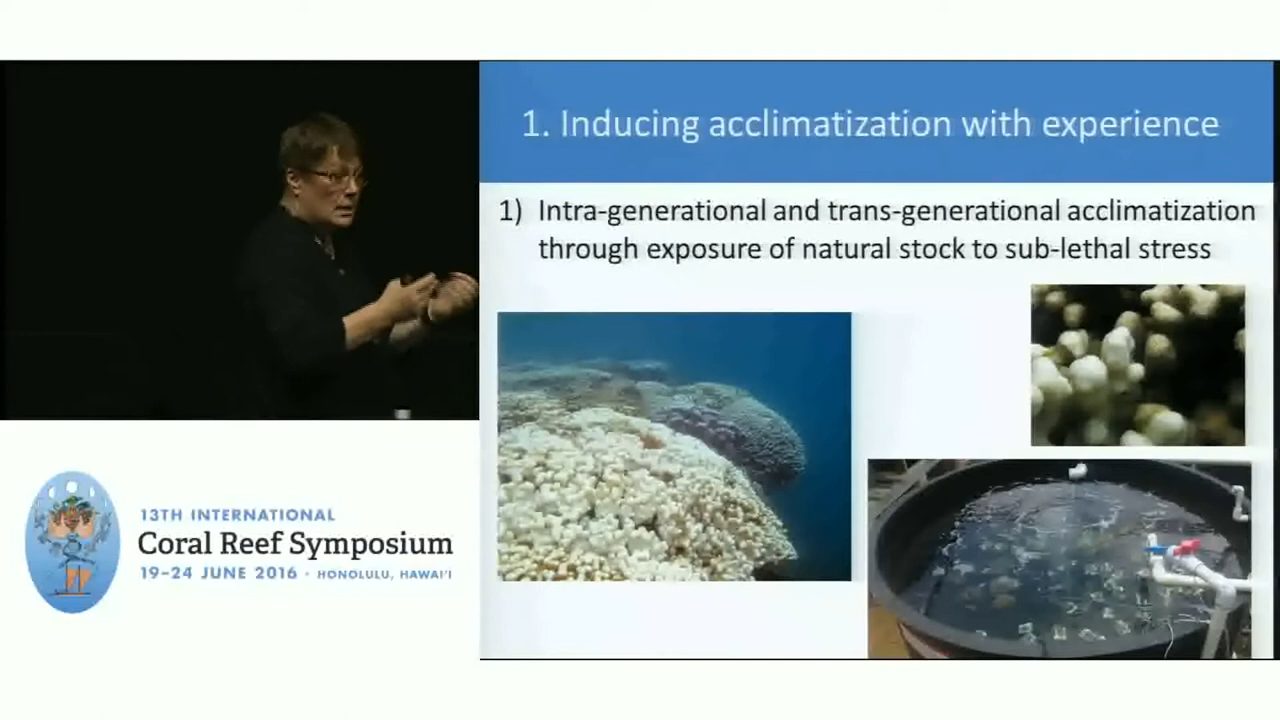 1. Inducing acclimatization with experience
1) Intra-generational and trans-generational acclimatization
through exposure of natural stock to sub-lethal stress
13TH INTERNATIONAL
Coral Reef Symposium
19–24 JUNE 2016 · HONOLULU, HAWAI'I